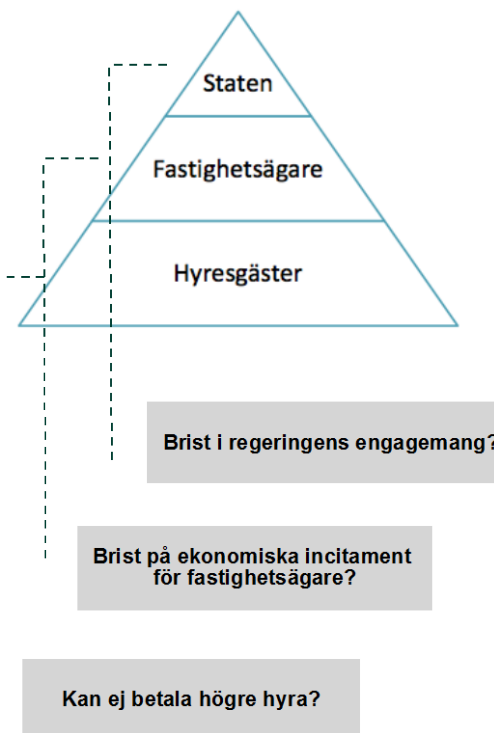 Staten
Fastighetsägare
Hyresgäster
Brist i regeringens engagemang?
Brist på ekonomiska incitament
för fastighetsägare?
Kan ej betala högre hyra?